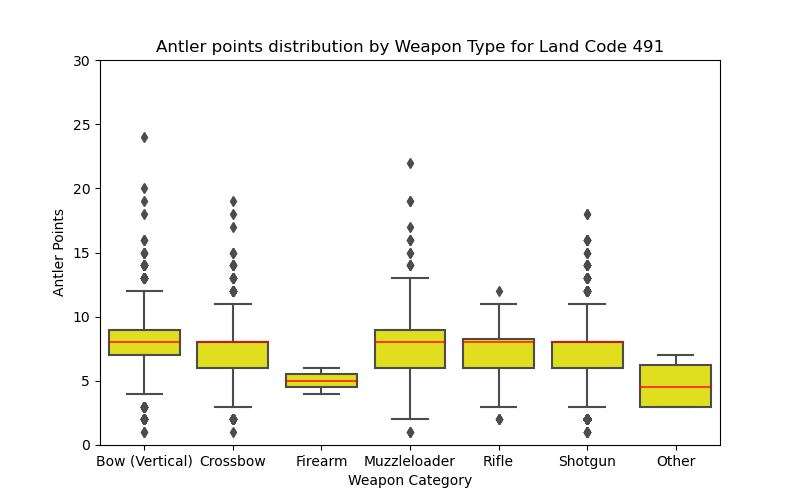 Antler points distribution by Weapon Type for Land Code 491
30
25
20
15
10
5
0
Antler Points
Bow (Vertical) Crossbow Firearm Muzzleloader Rifle Shotgun Other
Weapon Category